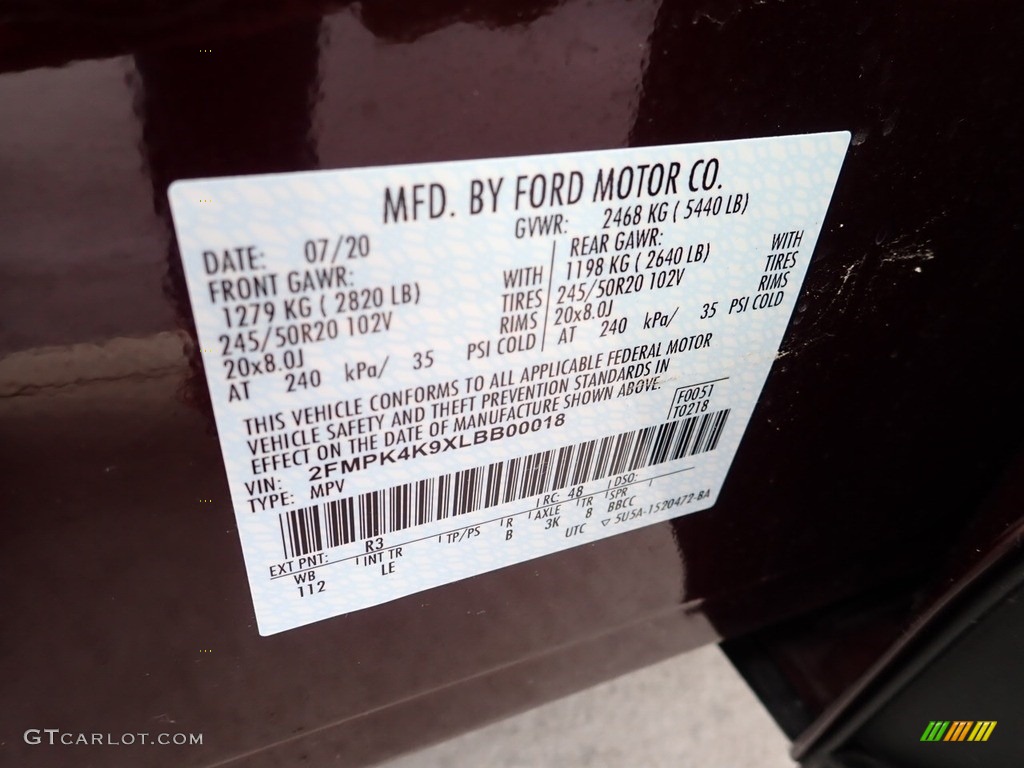 MFD. BY FORD MOTOR CO.
DATE: 07/20
GVWR: 2468 KG ( 5440 LB)
FRONT GAWR:
1279 KG ( 2820 LB) WITH
245/50R20 102V TIRES
20x8.0J RIMS
AT 240 kPa/ 35 PSI COLD
REAR GAWR:
1198 KG ( 2640 LB) WITH
245/50R20 102V TIRES
20x8.0J RIMS
AT 240 kPa/ 35 PSI COLD
THIS VEHICLE CONFORMS TO ALL APPLICABLE FEDERAL MOTOR
VEHICLE SAFETY AND THEFT PREVENTION STANDARDS IN
EFFECT ON THE DATE OF MANUFACTURE SHOWN ABOVE.
VIN: 2FMPK4K9XLBB00018
TYPE: MPV
F0051
T0218
EXT PNT: R3 RC: 48 DSO:
WB INT TR TP/PS R AXLE TR SPR
112 LE B 3K B BBCC
UTC ▽ 5U5A-1520472-BA
GTCARLOT.COM